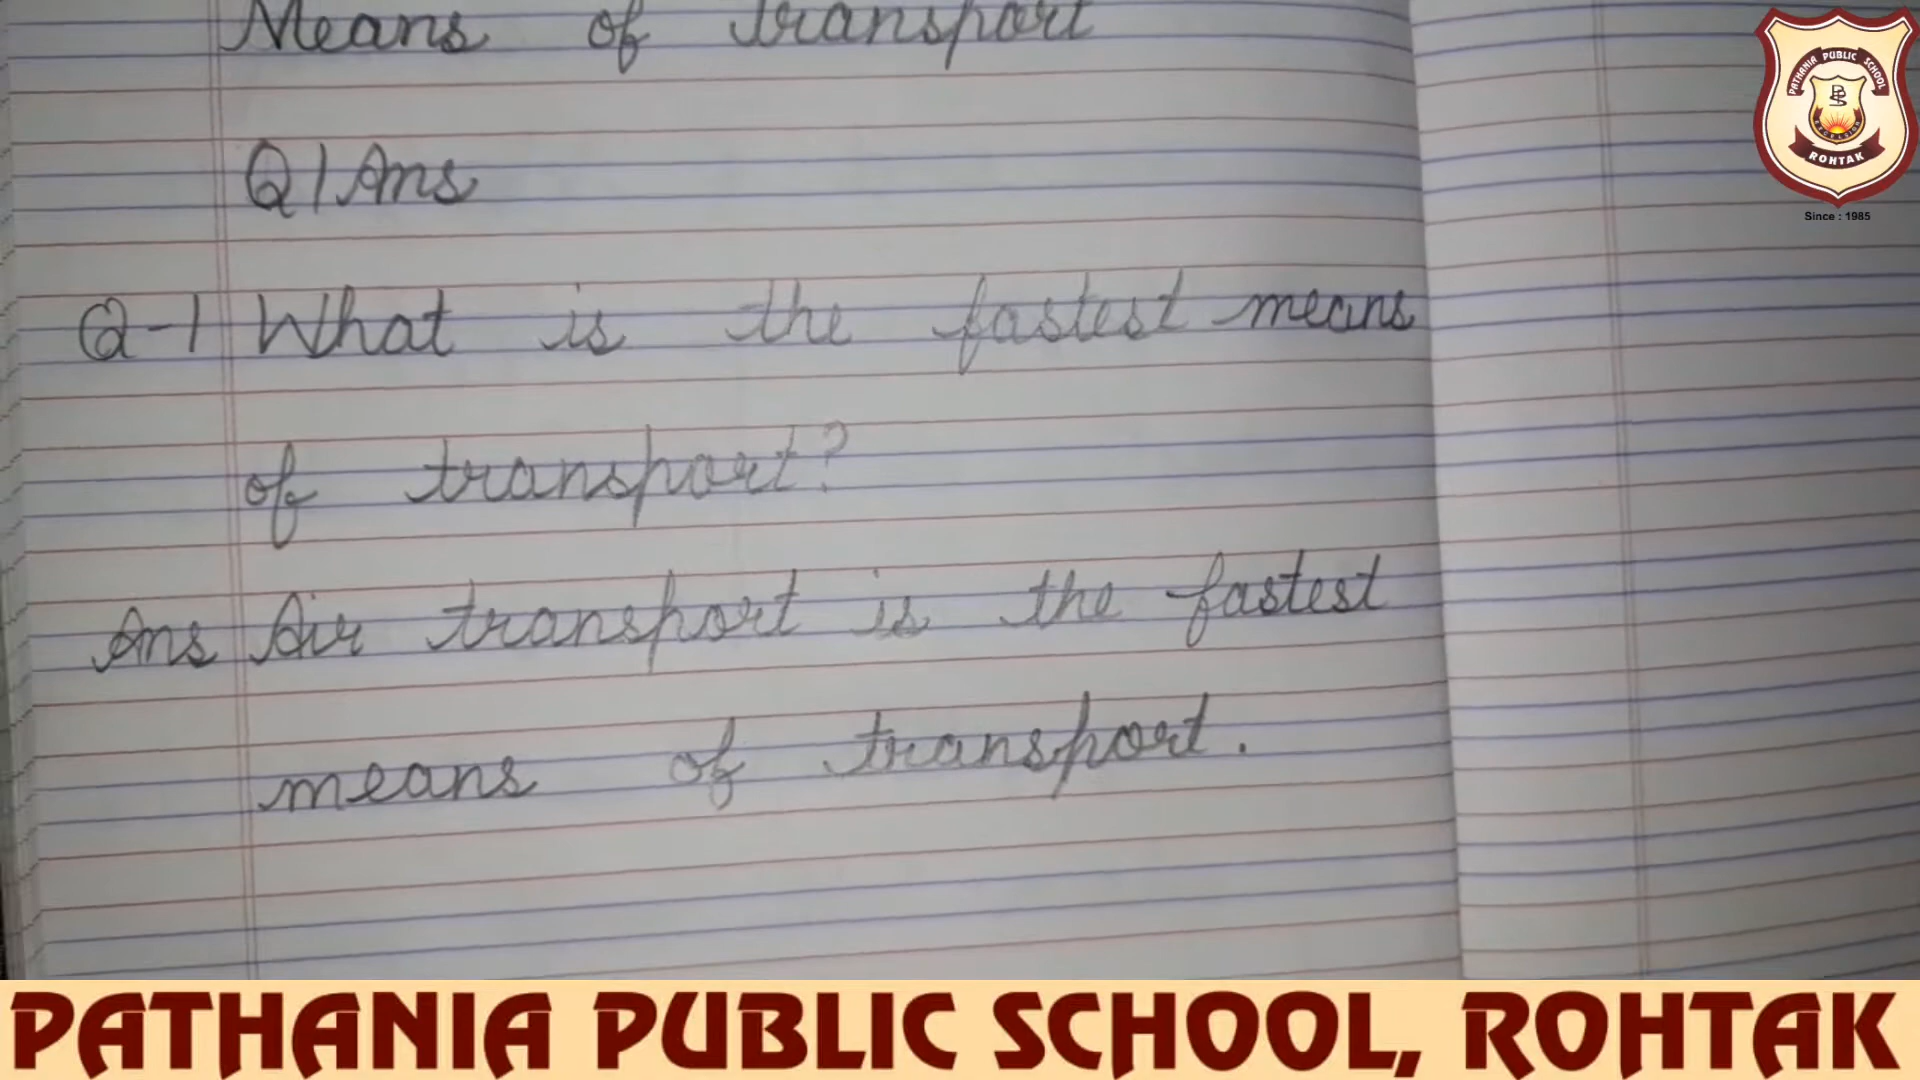 Means of transport
Q/Ans
Q-1 What is the fastest means
of transport?
Ans Air transport is the fastest
means of transport.
PATHANIA PUBLIC SCHOOL
ROHTAK
Since : 1985
PATHANIA PUBLIC SCHOOL, ROHTAK